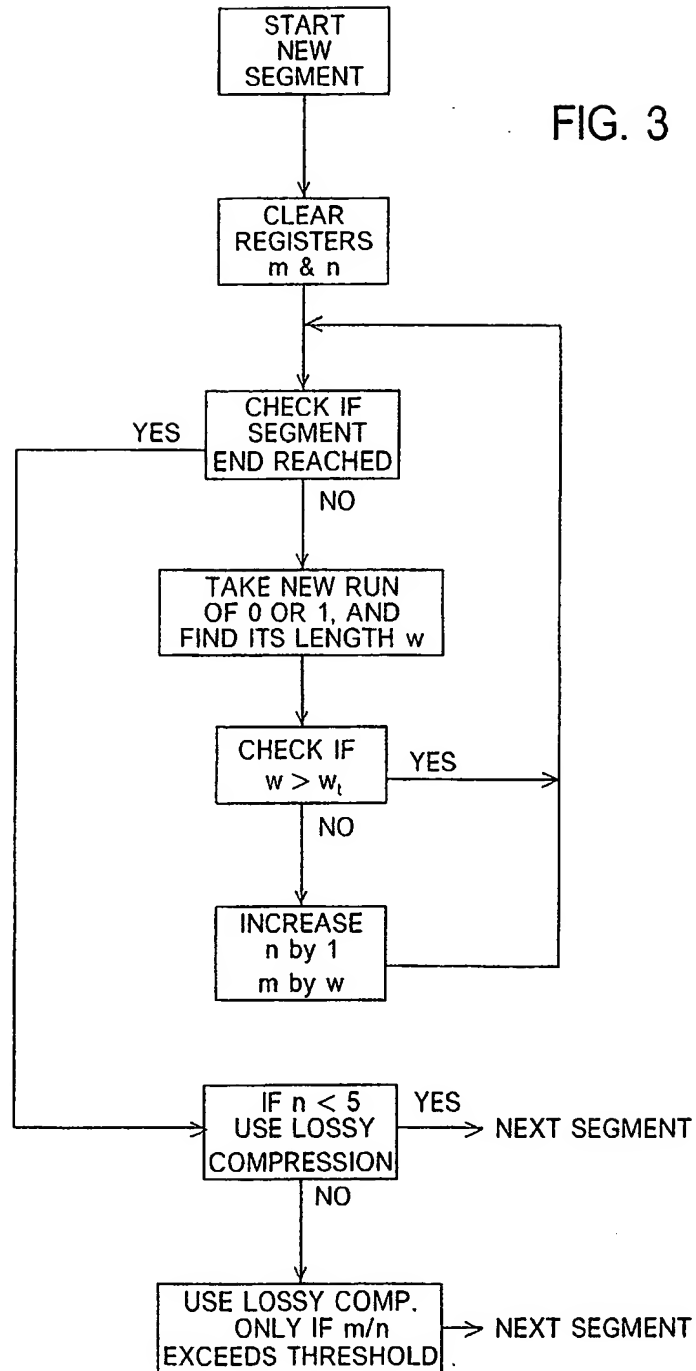 START
NEW
SEGMENT
FIG. 3
CLEAR
REGISTERS
m & n
CHECK IF
SEGMENT
END REACHED
YES
NO
TAKE NEW RUN
OF 0 OR 1, AND
FIND ITS LENGTH w
CHECK IF
w > wₜ
YES
NO
INCREASE
n by 1
m by w
IF n < 5
USE LOSSY
COMPRESSION
YES
NEXT SEGMENT
NO
USE LOSSY COMP.
ONLY IF m/n
EXCEEDS THRESHOLD
NEXT SEGMENT